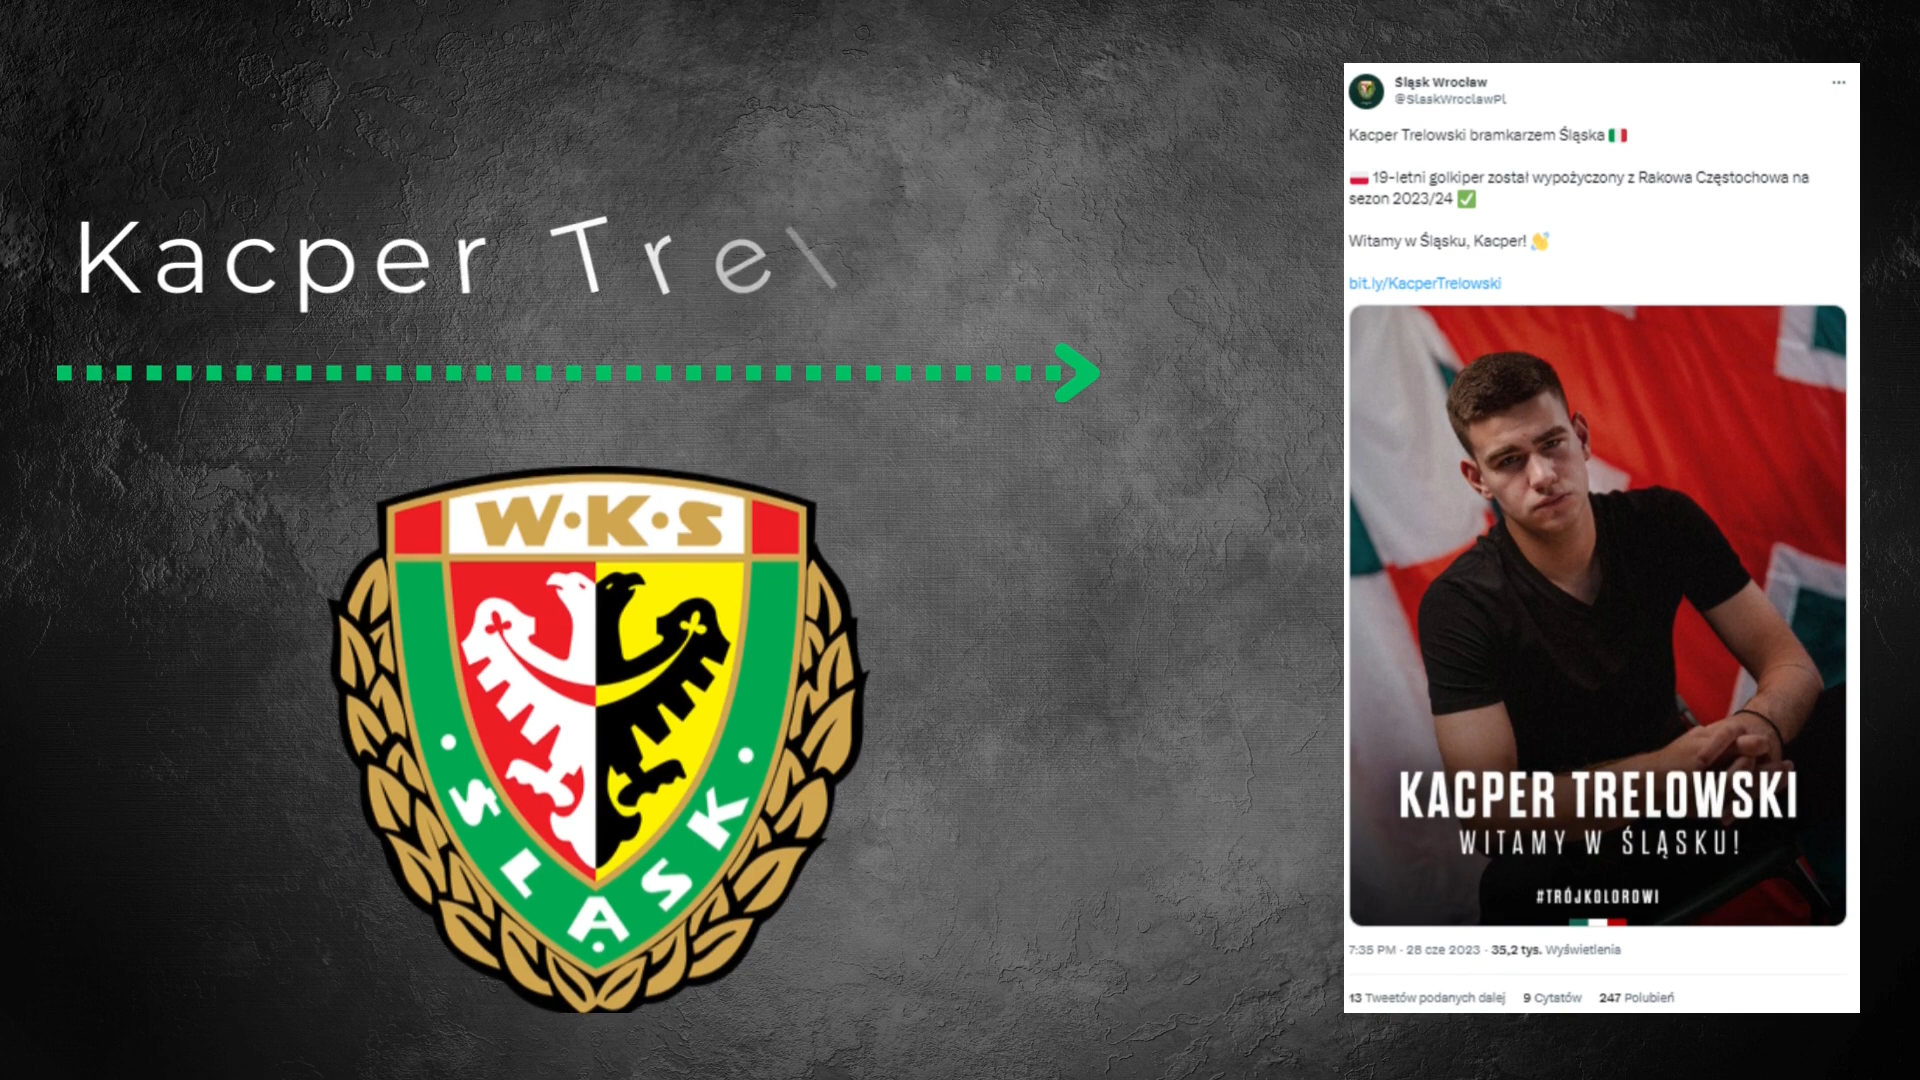 Kacper Trel
W·K·S
ŚLĄSK
Śląsk Wrocław
@SlaskWroclawPl
Kacper Trelowski bramkarzem Śląska
19-letni golkiper został wypożyczony z Rakowa Częstochowa na
sezon 2023/24
Witamy w Śląsku, Kacper!
bit.ly/KacperTrelowski
KACPER TRELOWSKI
WITAMY W ŚLĄSKU!
#TRÓJKOLOROWI
7:35 PM · 28 cze 2023 · 35,2 tys. Wyświetlenia
13 Tweetów podanych dalej 9 Cytatów 247 Polubień